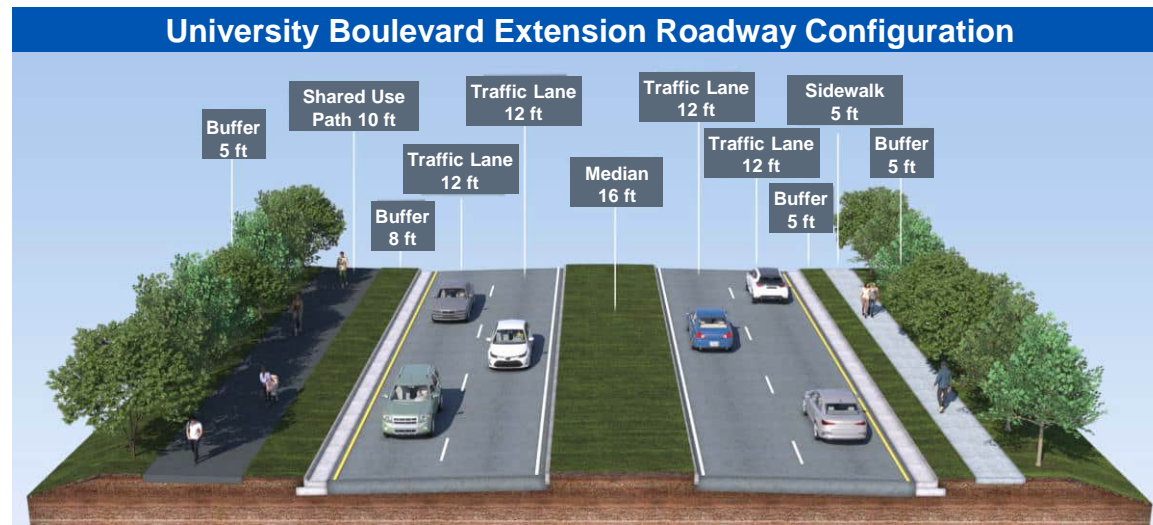 University Boulevard Extension Roadway Configuration
Buffer
5 ft
Shared Use
Path 10 ft
Buffer
8 ft
Traffic Lane
12 ft
Traffic Lane
12 ft
Median
16 ft
Traffic Lane
12 ft
Traffic Lane
12 ft
Buffer
5 ft
Sidewalk
5 ft
Buffer
5 ft